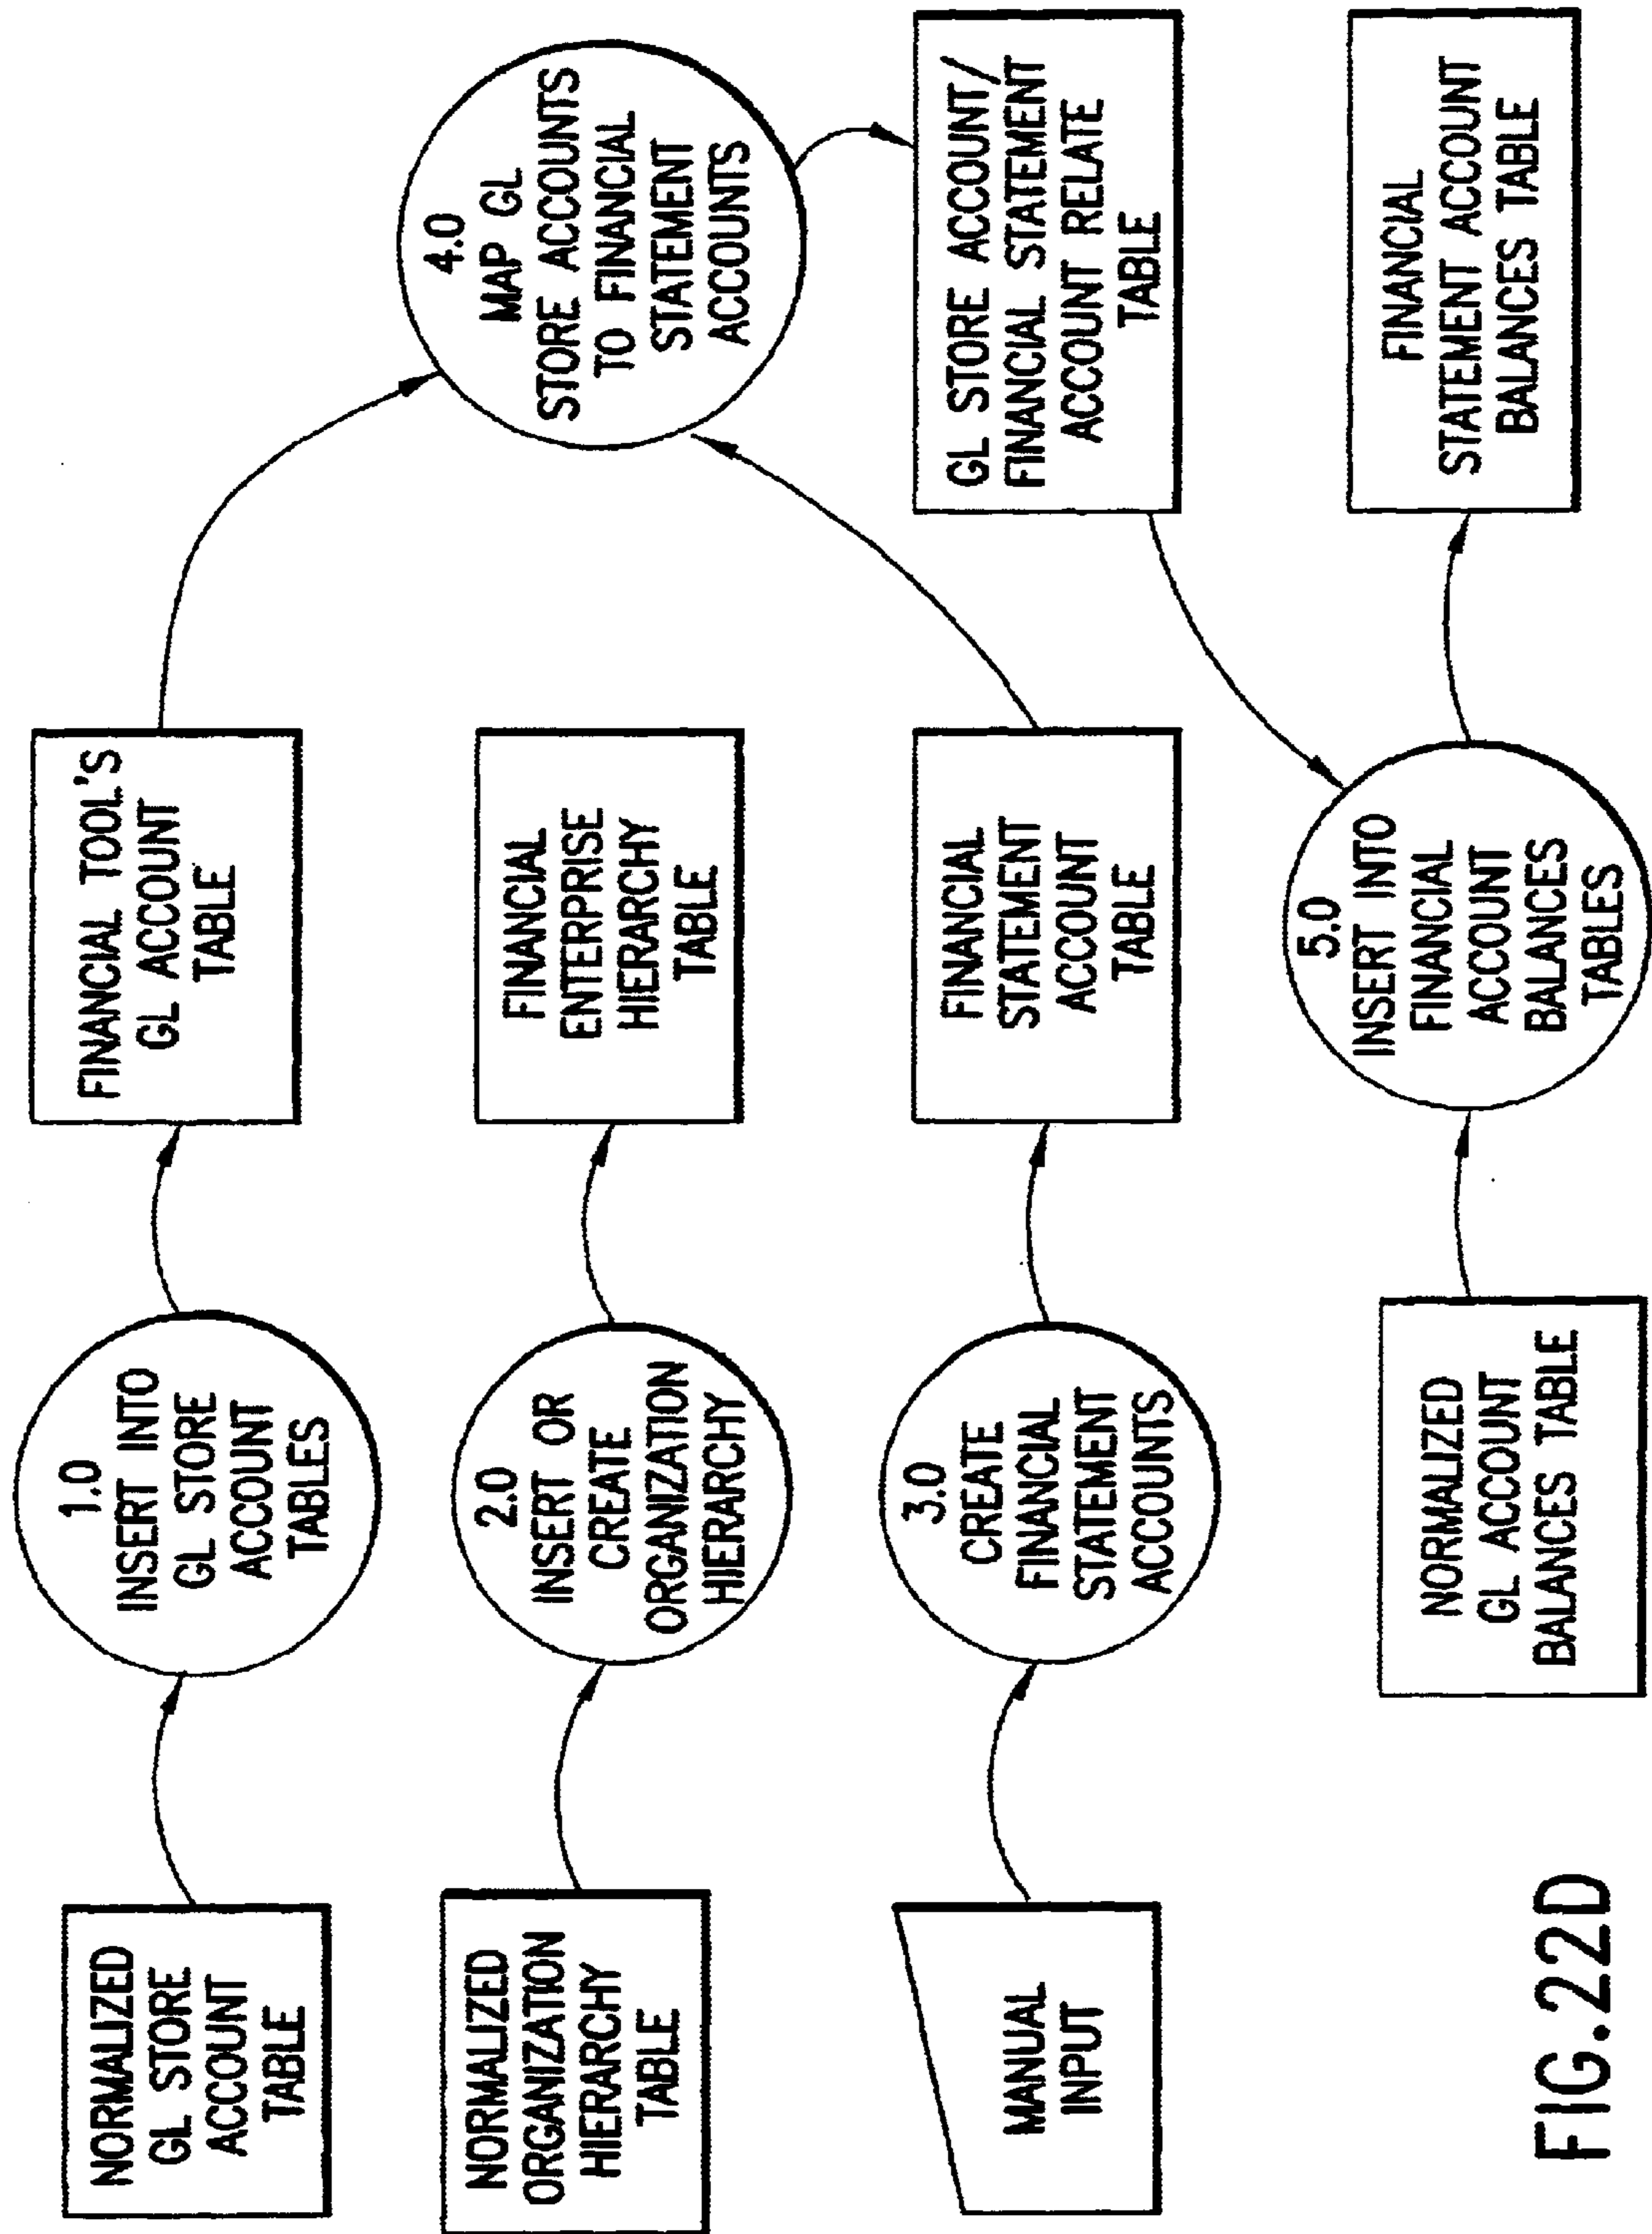 NORMALIZED
GL STORE
ACCOUNT
TABLE
1.0
INSERT INTO
GL STORE
ACCOUNT
TABLES
FINANCIAL TOOL'S
GL ACCOUNT
TABLE
NORMALIZED
ORGANIZATION
HIERARCHY
TABLE
2.0
INSERT OR
CREATE
ORGANIZATION
HIERARCHY
FINANCIAL
ENTERPRISE
HIERARCHY
TABLE
4.0
MAP GL
STORE ACCOUNTS
TO FINANCIAL
STATEMENT
ACCOUNTS
MANUAL
INPUT
3.0
CREATE
FINANCIAL
STATEMENT
ACCOUNTS
FINANCIAL
STATEMENT
ACCOUNT
TABLE
GL STORE ACCOUNT/
FINANCIAL STATEMENT
ACCOUNT RELATE
TABLE
NORMALIZED
GL ACCOUNT
BALANCES TABLE
5.0
INSERT INTO
FINANCIAL
ACCOUNT
BALANCES
TABLES
FINANCIAL
STATEMENT ACCOUNT
BALANCES TABLE
FIG.22D